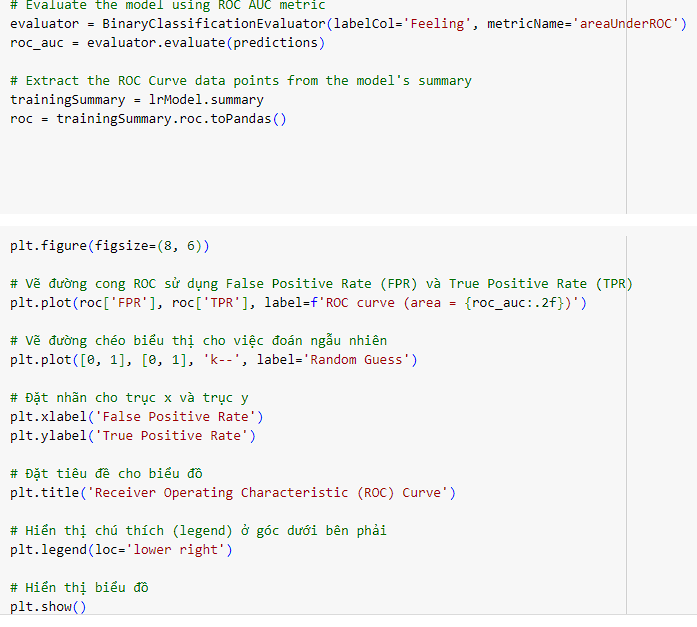 # Evaluate the model using ROC AUC metric
evaluator = BinaryClassificationEvaluator(labelCol='Feeling', metricName='areaUnderROC')
roc_auc = evaluator.evaluate(predictions)
# Extract the ROC Curve data points from the model's summary
trainingSummary = lrModel.summary
roc = trainingSummary.roc.toPandas()
plt.figure(figsize=(8, 6))
# Vẽ đường cong ROC sử dụng False Positive Rate (FPR) và True Positive Rate (TPR)
plt.plot(roc['FPR'], roc['TPR'], label=f'ROC curve (area = {roc_auc:.2f})')
# Vẽ đường chéo biểu thị cho việc đoán ngẫu nhiên
plt.plot([0, 1], [0, 1], 'k--', label='Random Guess')
# Đặt nhãn cho trục x và trục y
plt.xlabel('False Positive Rate')
plt.ylabel('True Positive Rate')
# Đặt tiêu đề cho biểu đồ
plt.title('Receiver Operating Characteristic (ROC) Curve')
# Hiển thị chú thích (legend) ở góc dưới bên phải
plt.legend(loc='lower right')
# Hiển thị biểu đồ
plt.show()